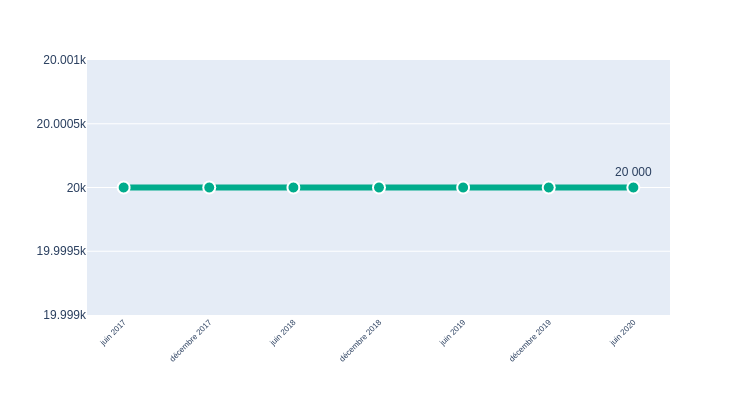 20.001k
20.0005k
20k
19.9995k
19.999k
20 000
juin 2017
décembre 2017
juin 2018
décembre 2018
juin 2019
décembre 2019
juin 2020